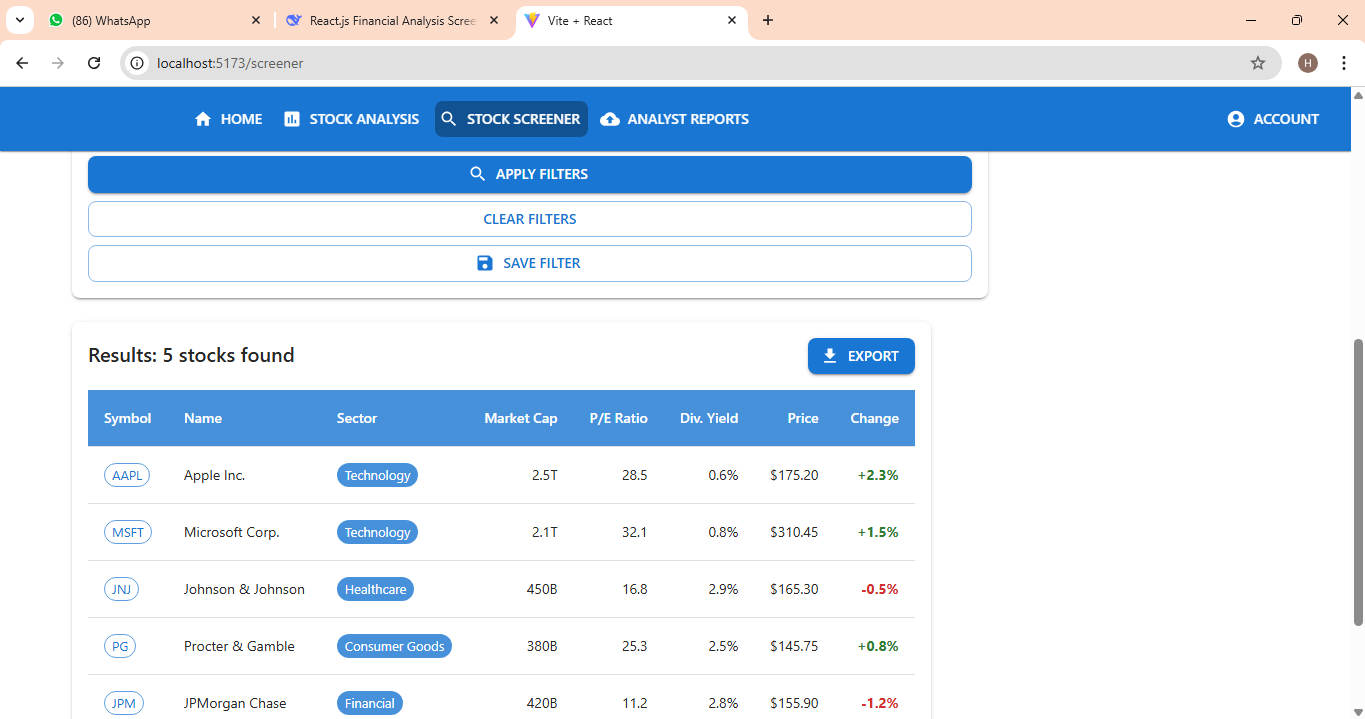 (86) WhatsApp
React.js Financial Analysis Scree
Vite + React
localhost:5173/screener
H
HOME
STOCK ANALYSIS
STOCK SCREENER
ANALYST REPORTS
ACCOUNT
APPLY FILTERS
CLEAR FILTERS
SAVE FILTER
Results: 5 stocks found
EXPORT
Symbol Name Sector Market Cap P/E Ratio Div. Yield Price Change
AAPL Apple Inc. Technology 2.5T 28.5 0.6% $175.20 +2.3%
MSFT Microsoft Corp. Technology 2.1T 32.1 0.8% $310.45 +1.5%
JNJ Johnson & Johnson Healthcare 450B 16.8 2.9% $165.30 -0.5%
PG Procter & Gamble Consumer Goods 380B 25.3 2.5% $145.75 +0.8%
JPM JPMorgan Chase Financial 420B 11.2 2.8% $155.90 -1.2%